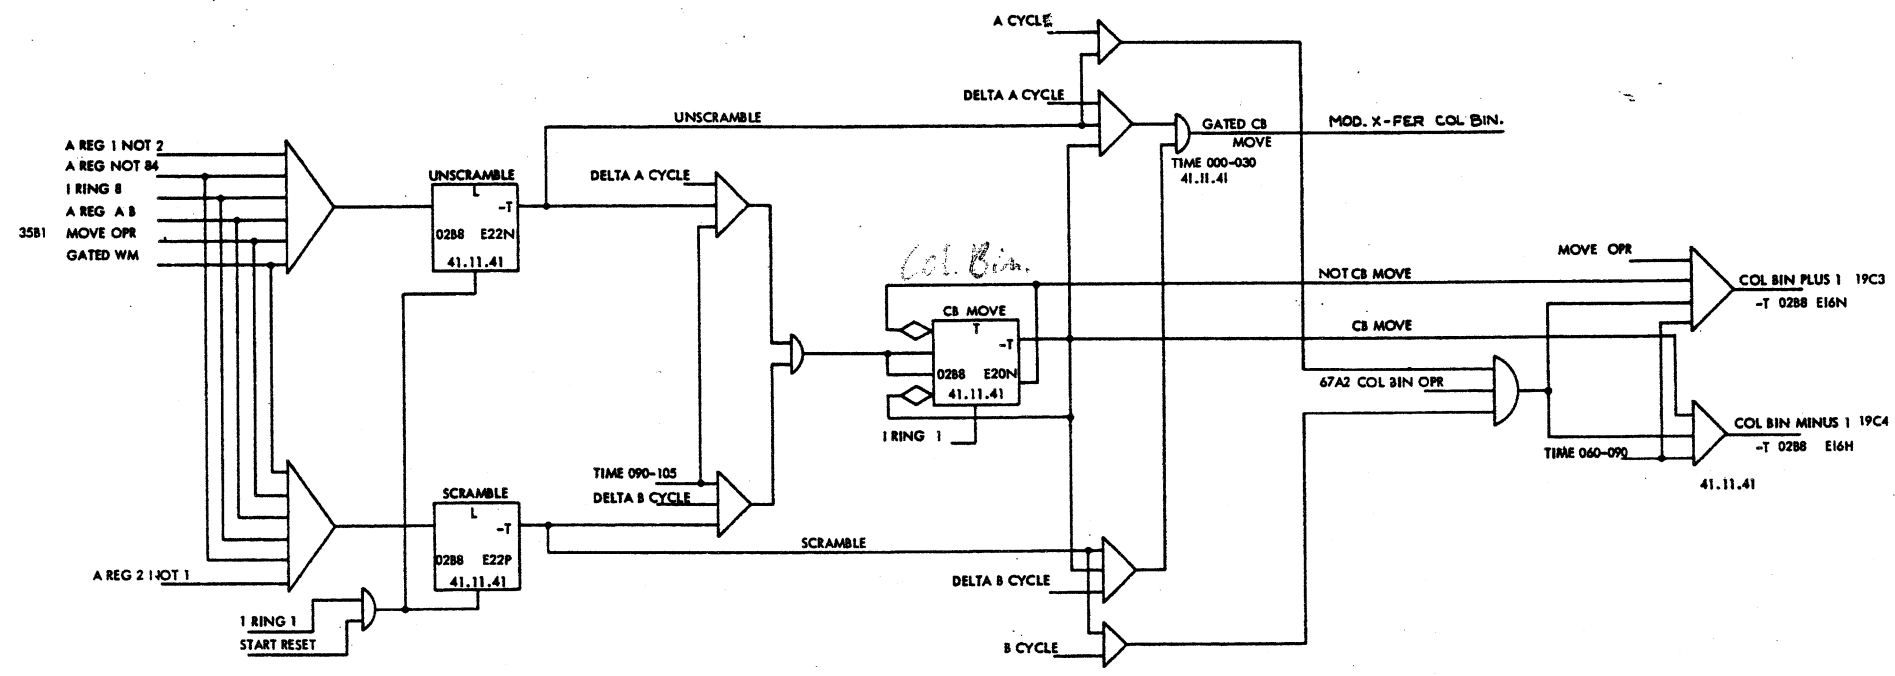 A CYCLE
DELTA A CYCLE
UNSCRAMBLE
GATED CB
MOVE
MOD. X-FER COL BIN.
TIME 000-030
41.11.41
A REG 1 NOT 2
A REG NOT 84
I RING 8
A REG A B
35B1 MOVE OPR
GATED WM
UNSCRAMBLE
L
-T
02B8 E22N
41.11.41
DELTA A CYCLE
Col. Bin.
NOT CB MOVE
CB MOVE
T
-T
02B8 E20N
41.11.41
I RING 1
CB MOVE
MOVE OPR
COL BIN PLUS 1 19C3
-T 02B8 E16N
67A2 COL BIN OPR
COL BIN MINUS 1 19C4
-T 02B8 E16H
TIME 060-090
41.11.41
TIME 090-105
DELTA B CYCLE
SCRAMBLE
L
-T
02B8 E22P
41.11.41
SCRAMBLE
DELTA B CYCLE
B CYCLE
A REG 2 NOT 1
1 RING 1
START RESET